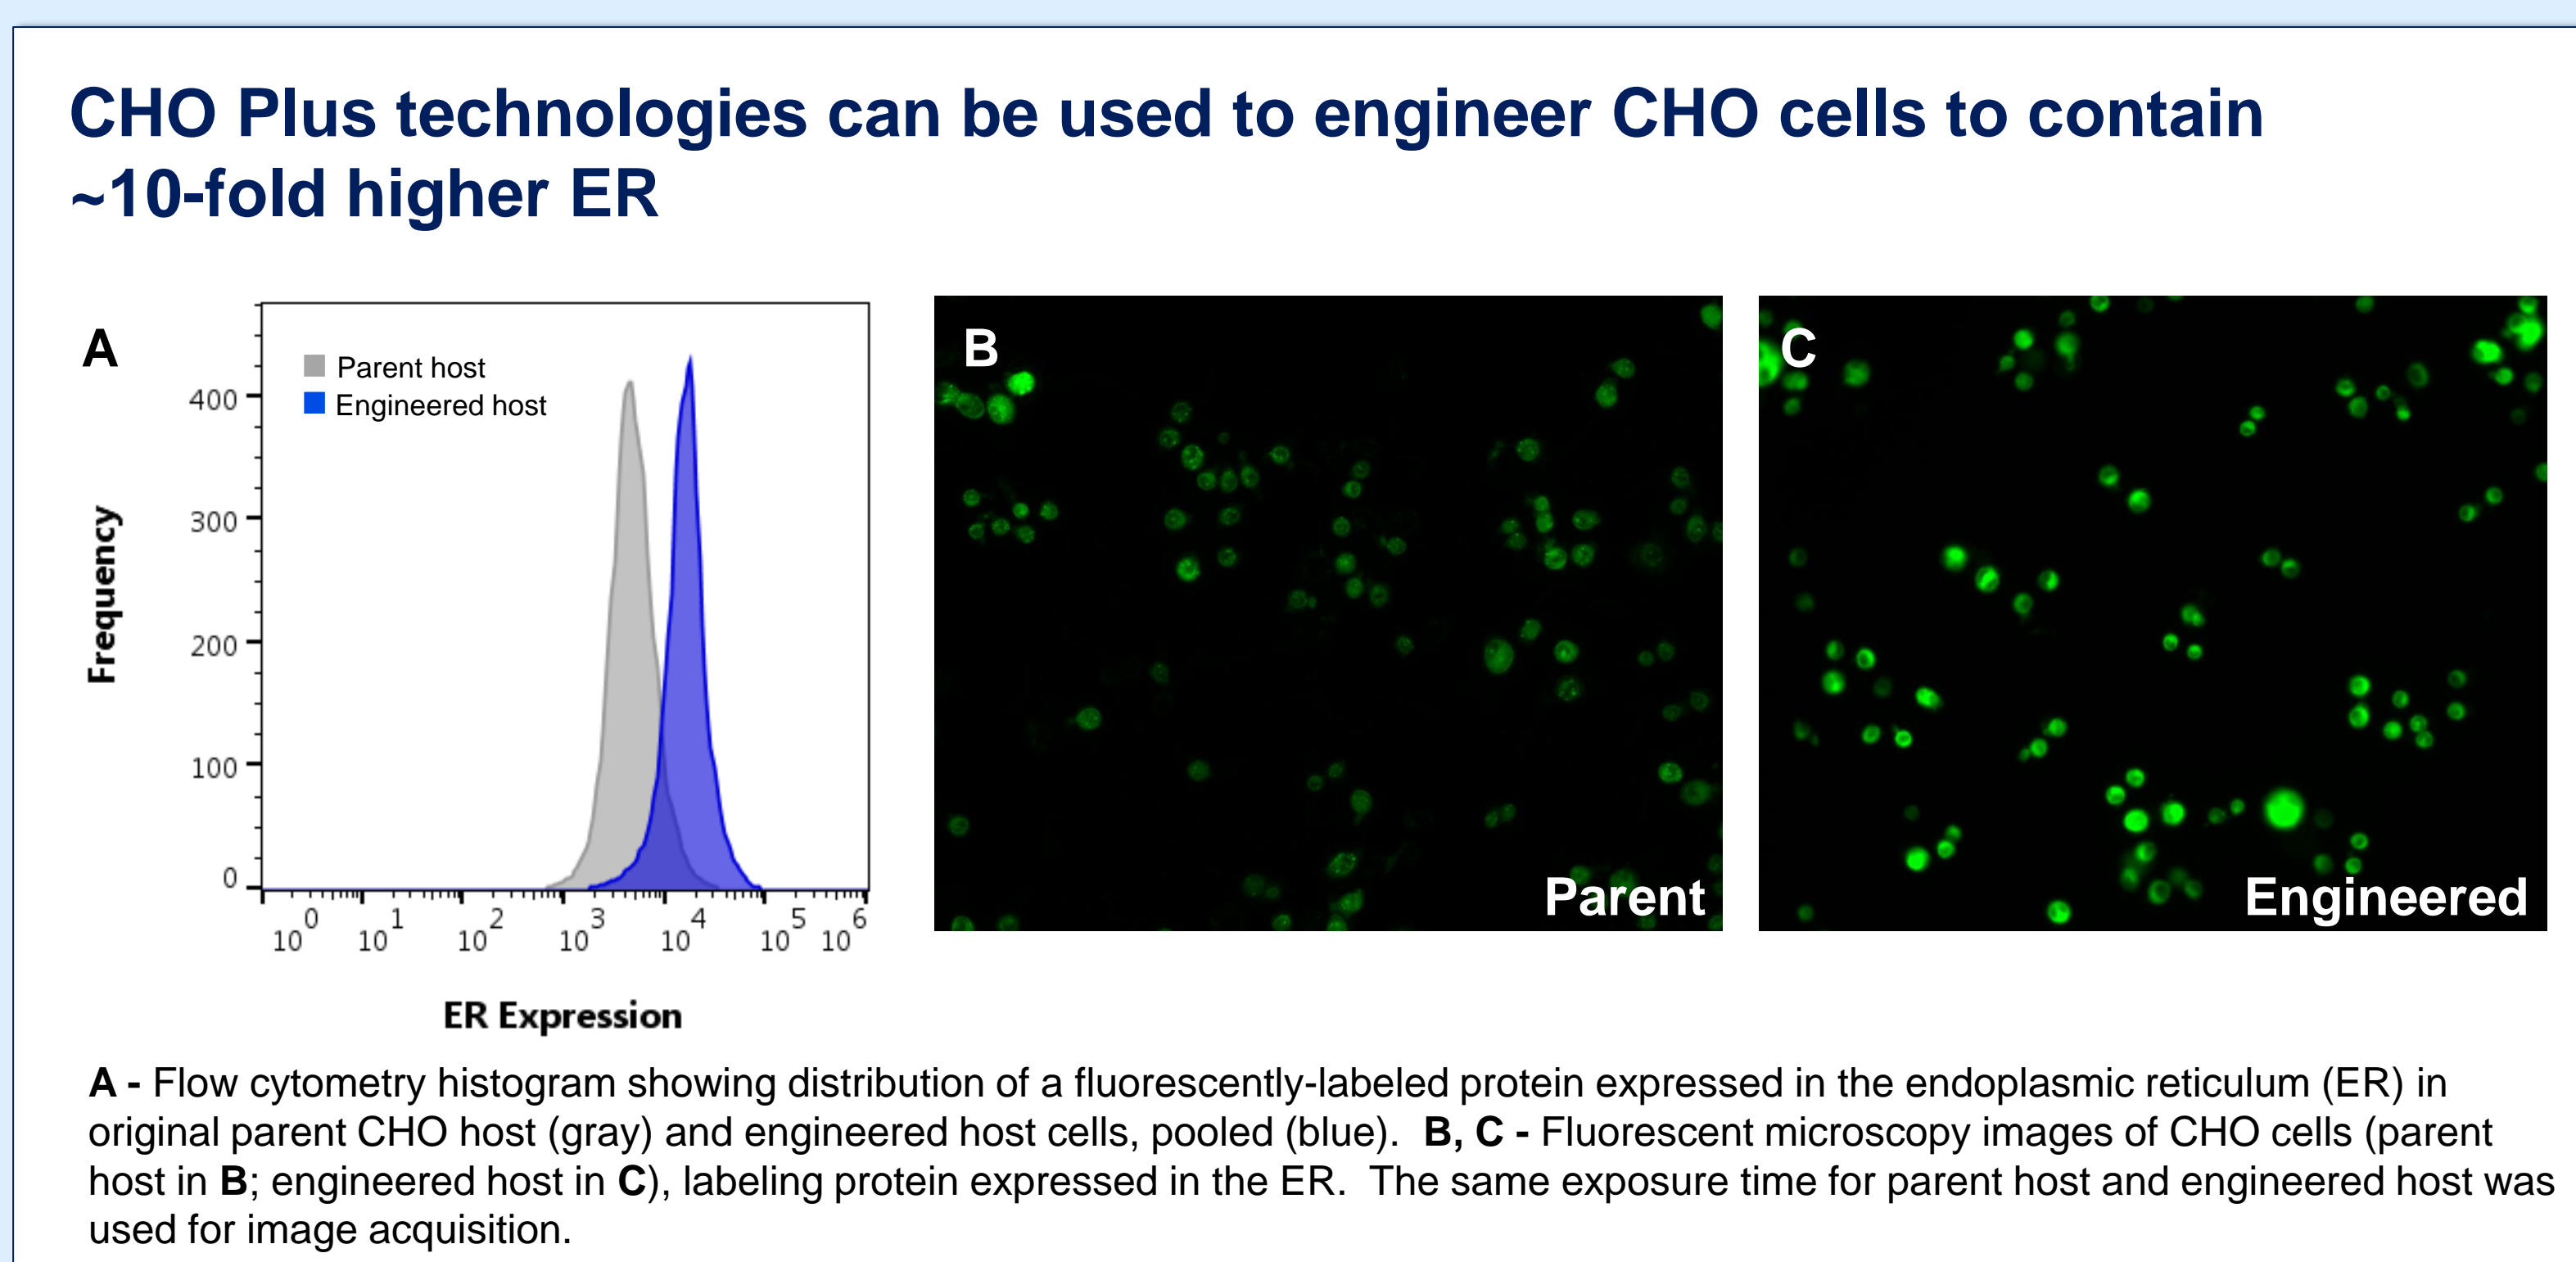 CHO Plus technologies can be used to engineer CHO cells to contain
~10-fold higher ER
A
Parent host
Engineered host
Frequency
400
300
200
100
0
10^0 10^1 10^2 10^3 10^4 10^5 10^6
ER Expression
B
Parent
C
Engineered
A - Flow cytometry histogram showing distribution of a fluorescently-labeled protein expressed in the endoplasmic reticulum (ER) in
original parent CHO host (gray) and engineered host cells, pooled (blue).  B, C - Fluorescent microscopy images of CHO cells (parent
host in B; engineered host in C), labeling protein expressed in the ER.  The same exposure time for parent host and engineered host was
used for image acquisition.